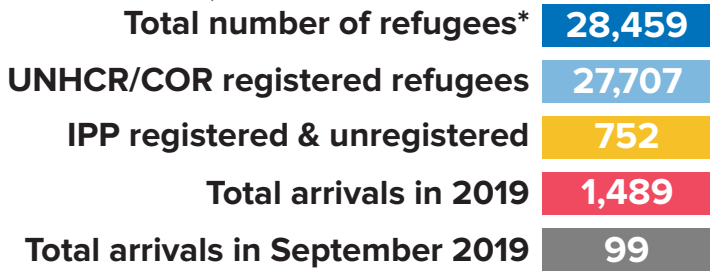 Total number of refugees* 28,459
UNHCR/COR registered refugees 27,707
IPP registered & unregistered 752
Total arrivals in 2019 1,489
Total arrivals in September 2019 99